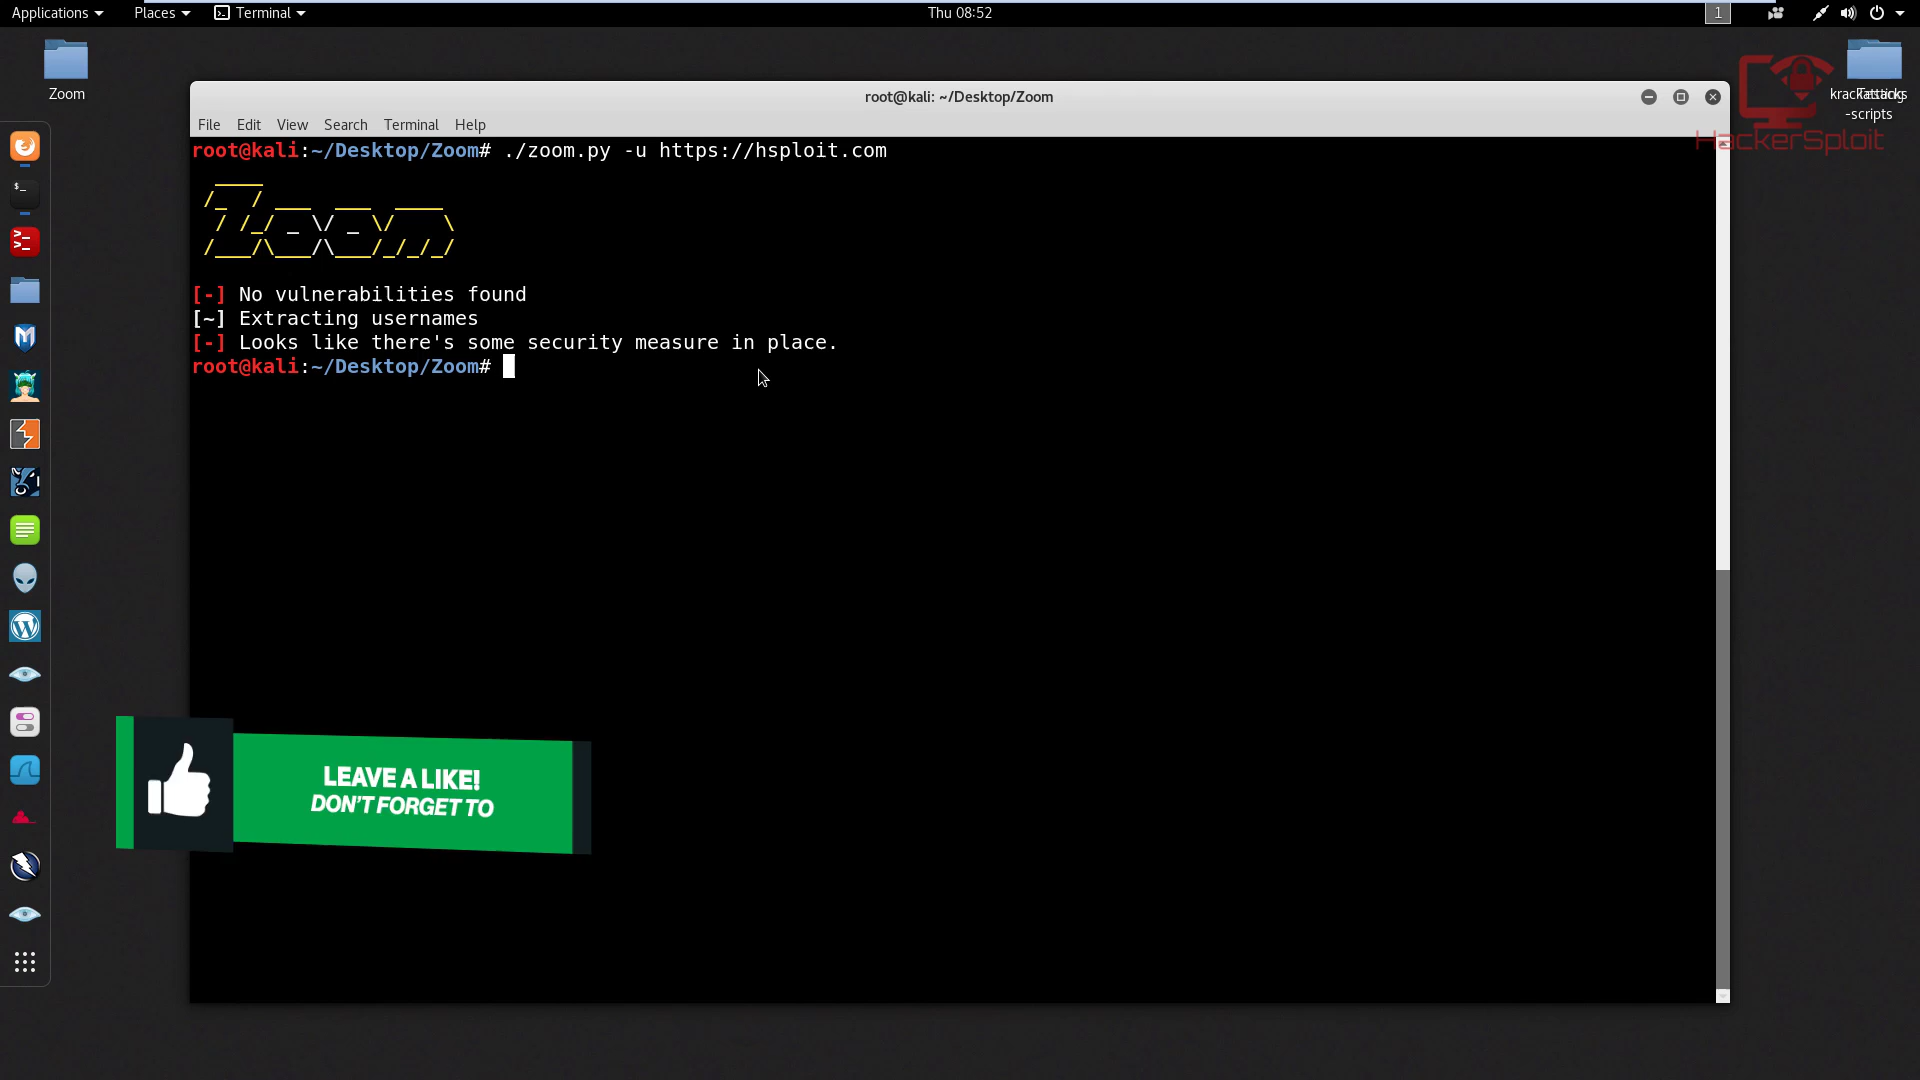 Applications Places Terminal Thu 08:52 1
Zoom
Tasking
-scripts
HackerSploit
root@kali: ~/Desktop/Zoom
File Edit View Search Terminal Help
root@kali:~/Desktop/Zoom# ./zoom.py -u https://hsploit.com
[-] No vulnerabilities found
[~] Extracting usernames
[-] Looks like there's some security measure in place.
root@kali:~/Desktop/Zoom#
LEAVE A LIKE!
DON'T FORGET TO